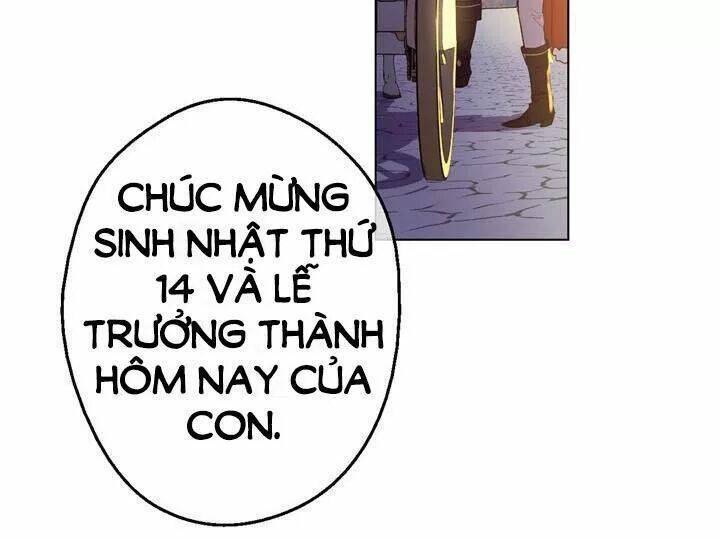 CHÚC MỪNG
SINH NHẬT THỨ
14 VÀ LỄ
TRƯỞNG THÀNH
HÔM NAY CỦA
CON.